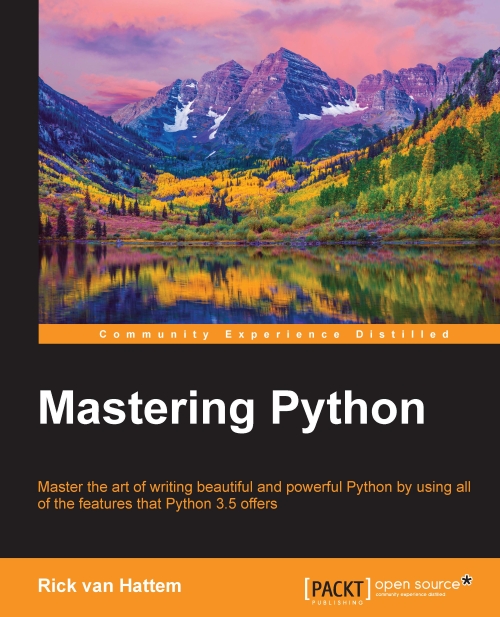 Community Experience Distilled
Mastering Python
Master the art of writing beautiful and powerful Python by using all
of the features that Python 3.5 offers
Rick van Hattem
[PACKT]
PUBLISHING
open source*
community experience distilled